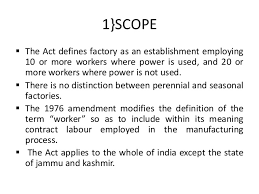 1}SCOPE
▪ The Act defines factory as an establishment employing
10 or more workers where power is used, and 20 or
more workers where power is not used.
▪ There is no distinction between perennial and seasonal
factories.
▪ The 1976 amendment modifies the definition of the
term “worker” so as to include within its meaning
contract labour employed in the manufacturing
process.
▪ The Act applies to the whole of india except the state
of jammu and kashmir.